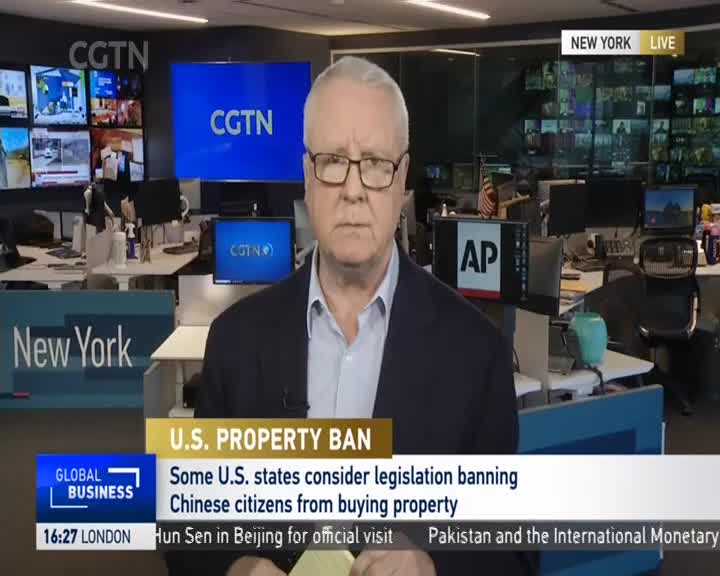 CGTN
NEW YORK LIVE
CGTN
CGTN
AP
New York
U.S. PROPERTY BAN
GLOBAL
BUSINESS
Some U.S. states consider legislation banning
Chinese citizens from buying property
16:27 LONDON
Hun Sen in Beijing for official visit Pakistan and the International Monetary